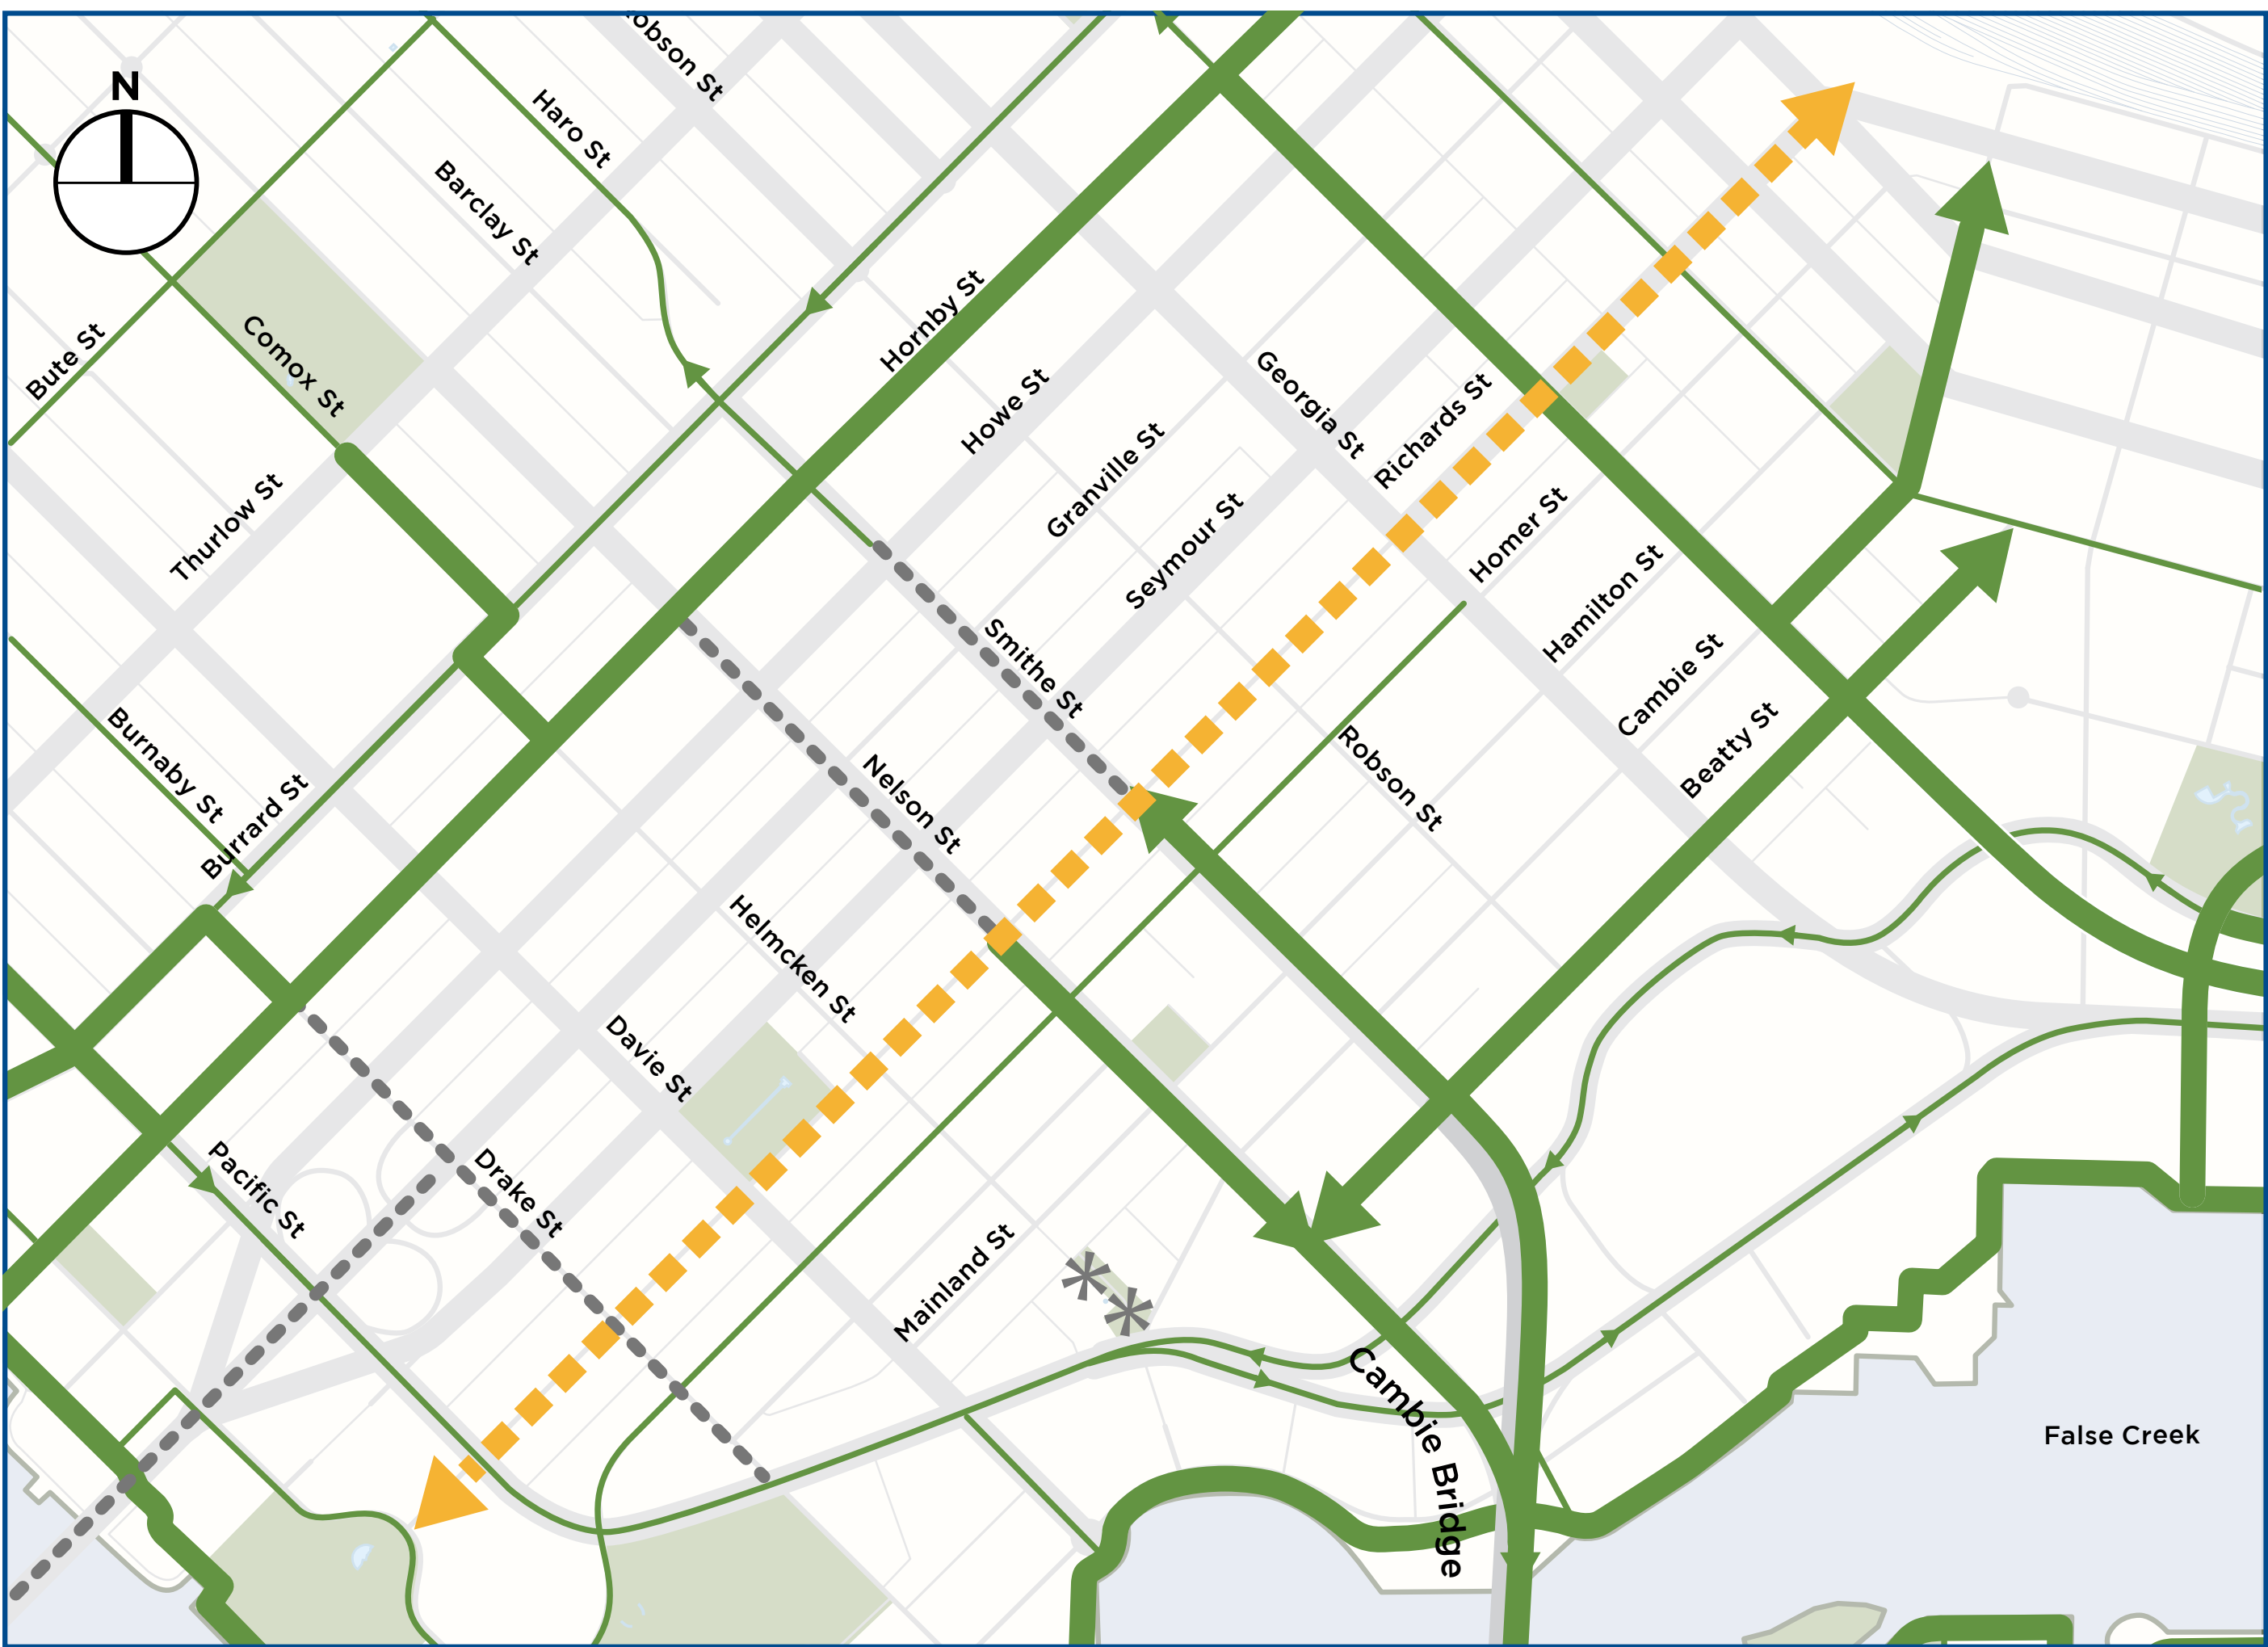 N
obson St
Haro St
Barclay St
Hornby St
Bute St
Comox St
Howe St
Georgia St
Richards St
Granville St
Thurlow St
Seymour St
Homer St
Hamilton St
Smithe St
Cambie St
Burnaby St
Burrard St
Nelson St
Robson St
Beatty St
Helmcken St
Davie St
Pacific St
Drake St
Mainland St
Cambie Bridge
False Creek